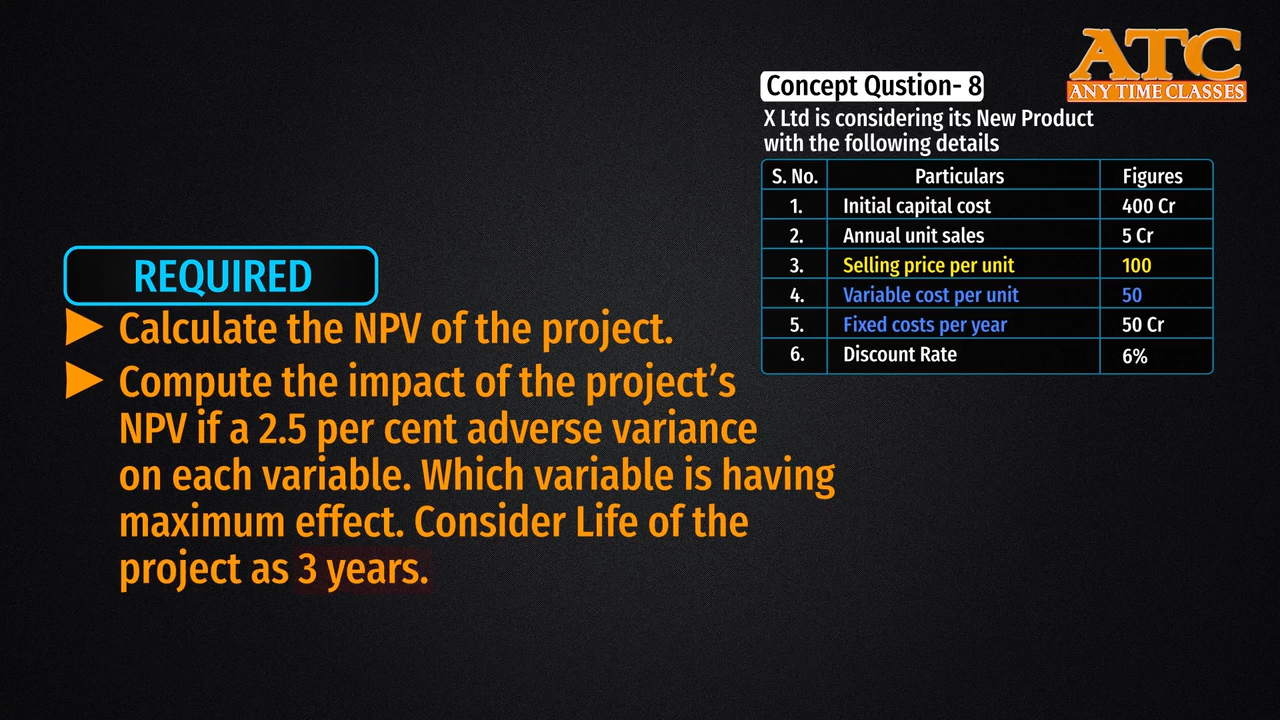 ATC
ANY TIME CLASSES
Concept Qustion- 8
X Ltd is considering its New Product
with the following details
S. No. Particulars Figures
1. Initial capital cost 400 Cr
2. Annual unit sales 5 Cr
3. Selling price per unit 100
4. Variable cost per unit 50
5. Fixed costs per year 50 Cr
6. Discount Rate 6%
REQUIRED
Calculate the NPV of the project.
Compute the impact of the project’s
NPV if a 2.5 per cent adverse variance
on each variable. Which variable is having
maximum effect. Consider Life of the
project as 3 years.